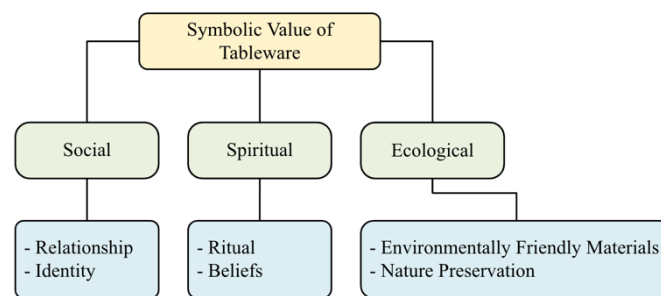 Symbolic Value of
Tableware
Social
Spiritual
Ecological
- Relationship
- Identity
- Ritual
- Beliefs
- Environmentally Friendly Materials
- Nature Preservation